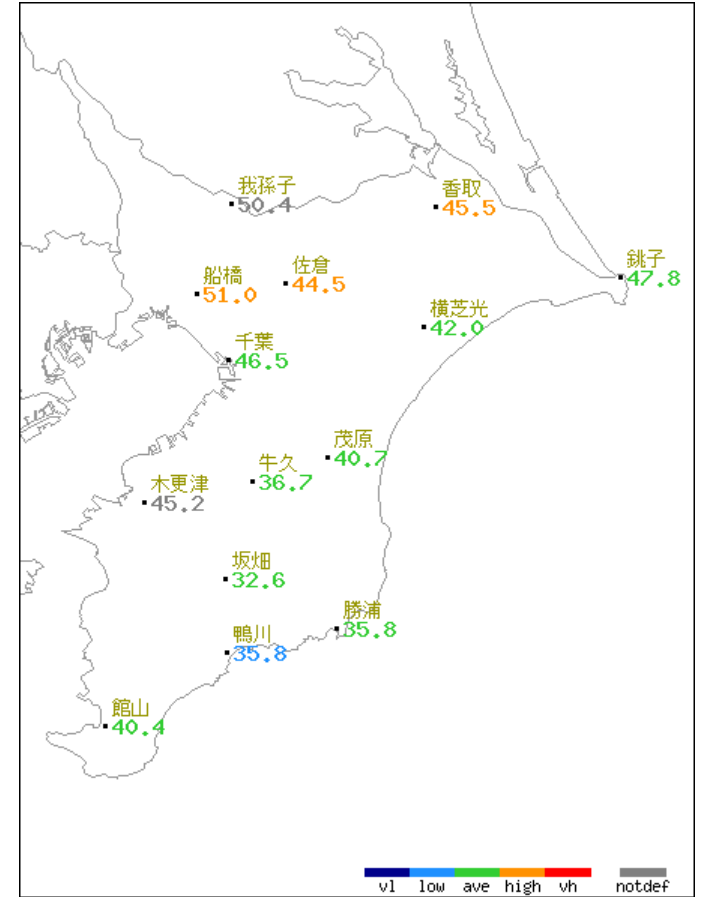 我孫子
50.4
香取
45.5
銚子
47.8
佐倉
44.5
船橋
51.0
横芝光
42.0
千葉
46.5
茂原
40.7
牛久
36.7
木更津
45.2
坂畑
32.6
勝浦
35.8
鴨川
35.8
館山
40.4
vl low ave high vh notdef